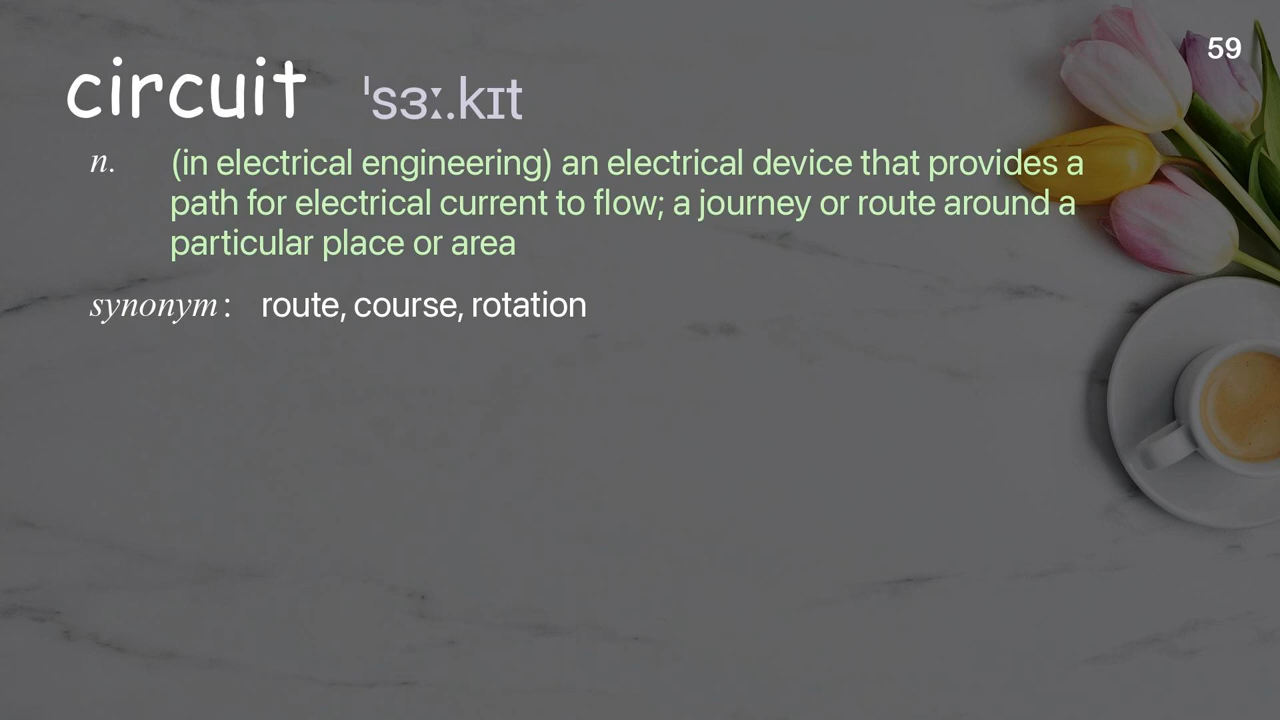 59
circuit ˈsɜː.kɪt
n. (in electrical engineering) an electrical device that provides a
path for electrical current to flow; a journey or route around a
particular place or area
synonym: route, course, rotation